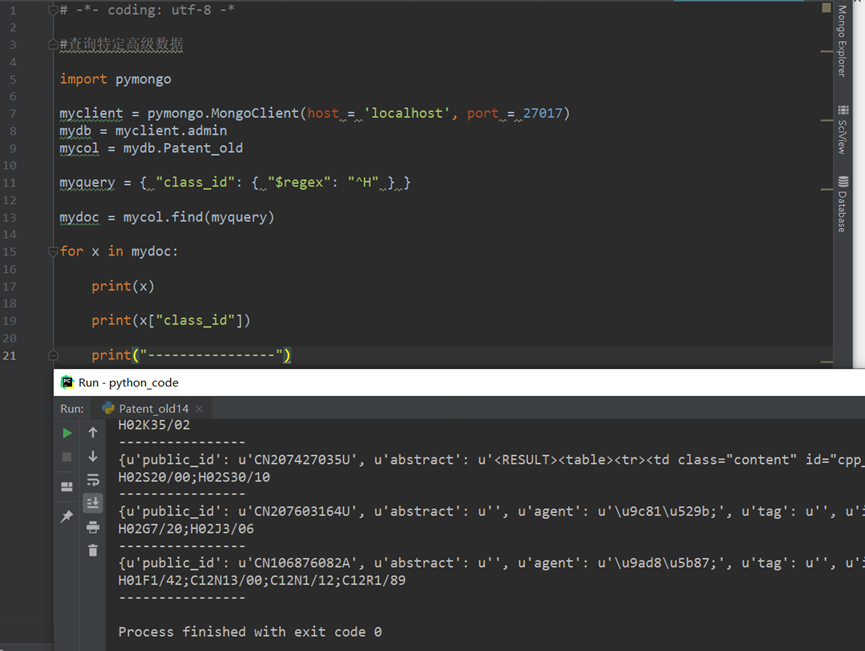 1 # -*- coding: utf-8 -*
2
3 #查询特定高级数据
4
5 import pymongo
6
7 myclient = pymongo.MongoClient(host = 'localhost', port = 27017)
8 mydb = myclient.admin
9 mycol = mydb.Patent_old
10
11 myquery = { "class_id": { "$regex": "^H" } }
12
13 mydoc = mycol.find(myquery)
14
15 for x in mydoc:
16
17 print(x)
18
19 print(x["class_id"])
20
21 print("----------------")
Mongo Explorer
SciView
Database
Run - python_code
Run: Patent_old14
H02K35/02
----------------
{u'public_id': u'CN207427035U', u'abstract': u'<RESULT><table><tr><td class="content" id="cpp_
H02S20/00;H02S30/10
----------------
{u'public_id': u'CN207603164U', u'abstract': u'', u'agent': u'\u9c81\u529b;', u'tag': u'', u'i
H02G7/20;H02J3/06
----------------
{u'public_id': u'CN106876082A', u'abstract': u'', u'agent': u'\u9ad8\u5b87;', u'tag': u'', u'i
H01F1/42;C12N13/00;C12N1/12;C12R1/89
----------------
Process finished with exit code 0